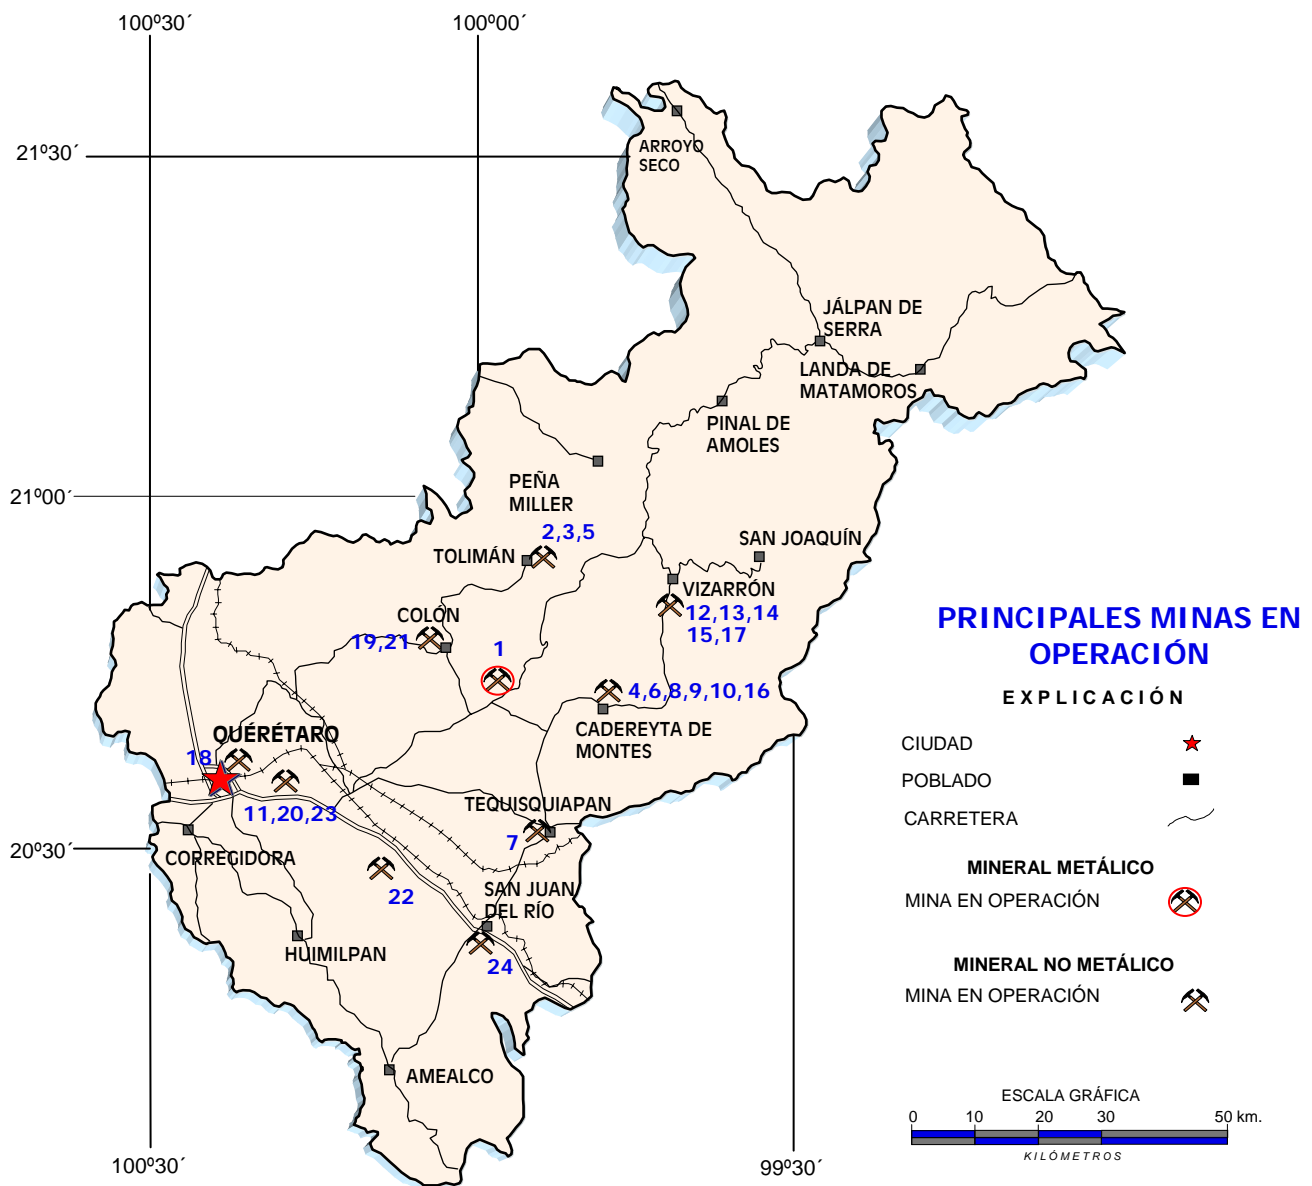 100º30´
100º00´
21º30´
ARROYO
SECO
JÁLPAN DE
SERRA
LANDA DE
MATAMOROS
PINAL DE
AMOLES
PEÑA
MILLER
21º00´
2,3,5
TOLIMÁN
SAN JOAQUÍN
VIZARRÓN
12,13,14
15,17
COLÓN
19,21
1
4,6,8,9,10,16
CADEREYTA DE
MONTES
QUÉRÉTARO
18
11,20,23
TEQUISQUIAPAN
7
20º30´
CORREGIDORA
22
SAN JUAN
DEL RÍO
24
HUIMILPAN
AMEALCO
100º30´
99º30´
PRINCIPALES MINAS EN
OPERACIÓN
EXPLICACIÓN
CIUDAD
POBLADO
CARRETERA
MINERAL METÁLICO
MINA EN OPERACIÓN
MINERAL NO METÁLICO
MINA EN OPERACIÓN
ESCALA GRÁFICA
0 10 20 30 50 km.
KILÓMETROS